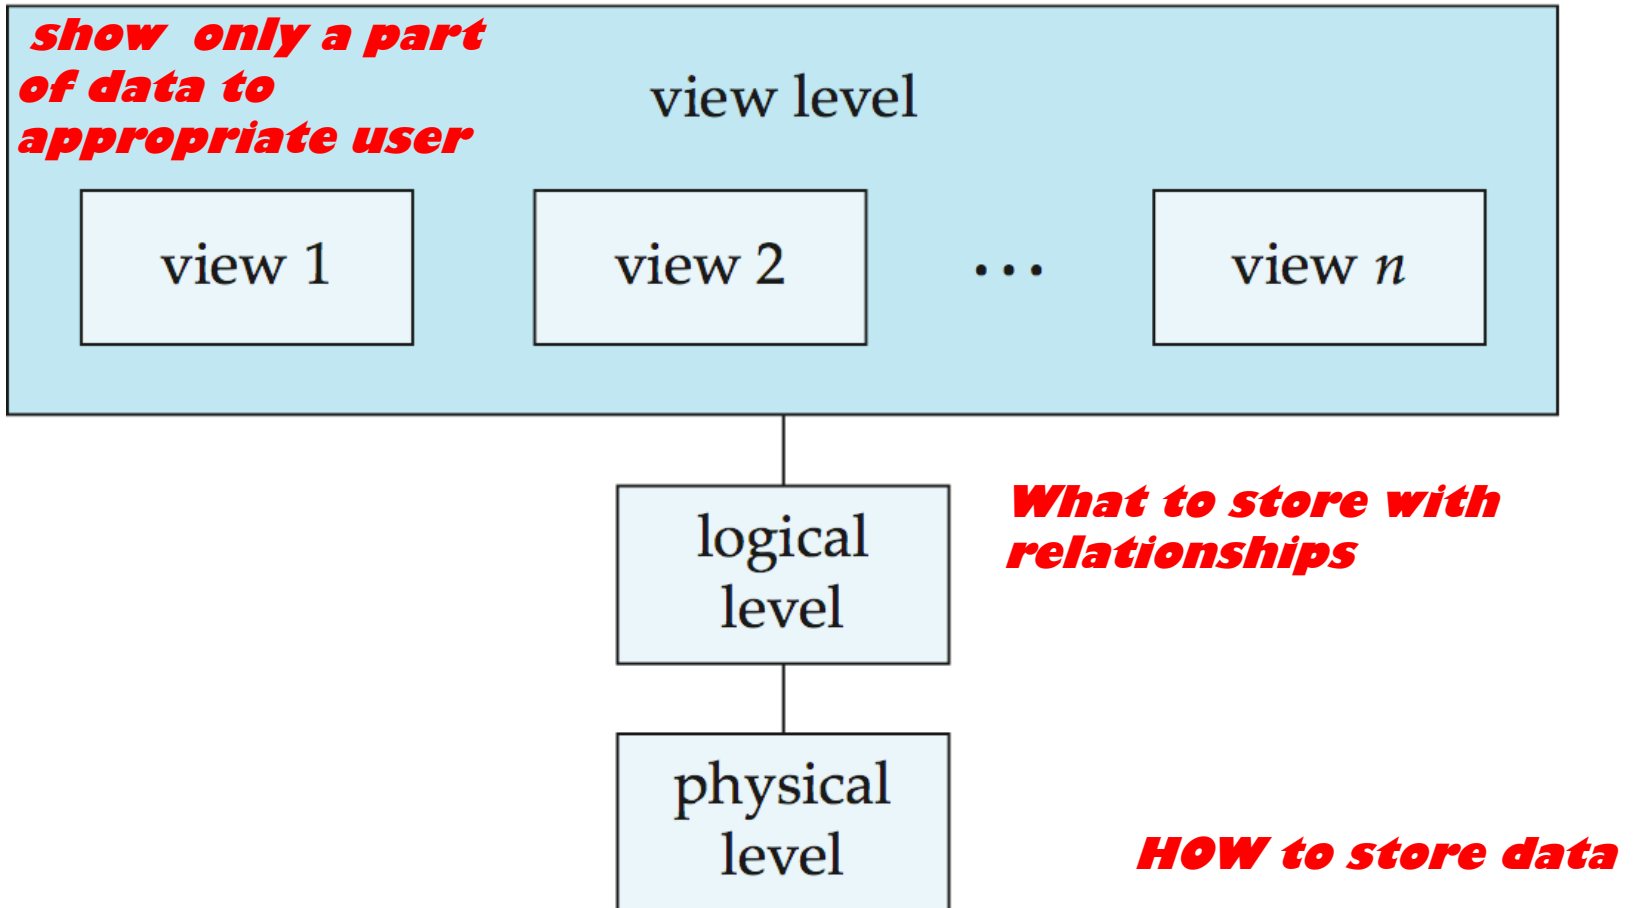 show only a part
of data to
appropriate user
view level
view 1
view 2
...
view n
What to store with
relationships
logical
level
physical
level
HOW to store data